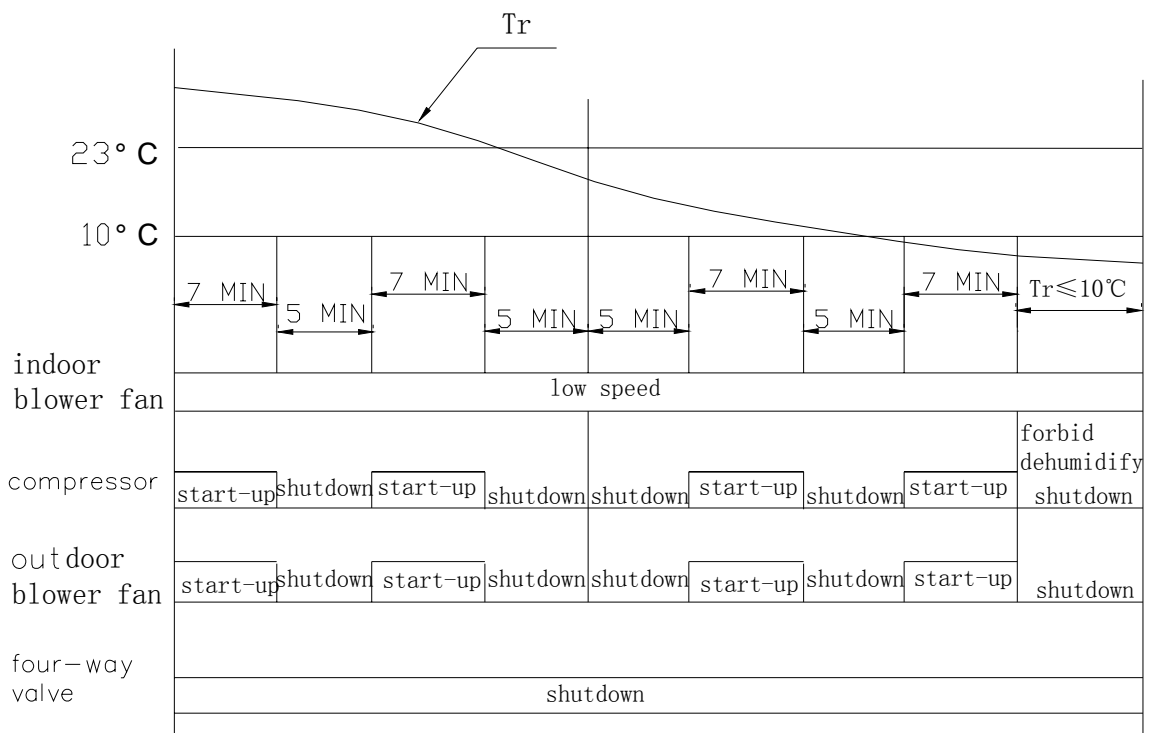 Tr
23°C
10°C
7 MIN
5 MIN
7 MIN
5 MIN
5 MIN
7 MIN
5 MIN
7 MIN
Tr≤10℃
indoor
blower fan
low speed
compressor
start-up
shutdown
start-up
shutdown
shutdown
start-up
shutdown
start-up
forbid
dehumidify
shutdown
outdoor
blower fan
start-up
shutdown
start-up
shutdown
shutdown
start-up
shutdown
start-up
shutdown
four-way
valve
shutdown